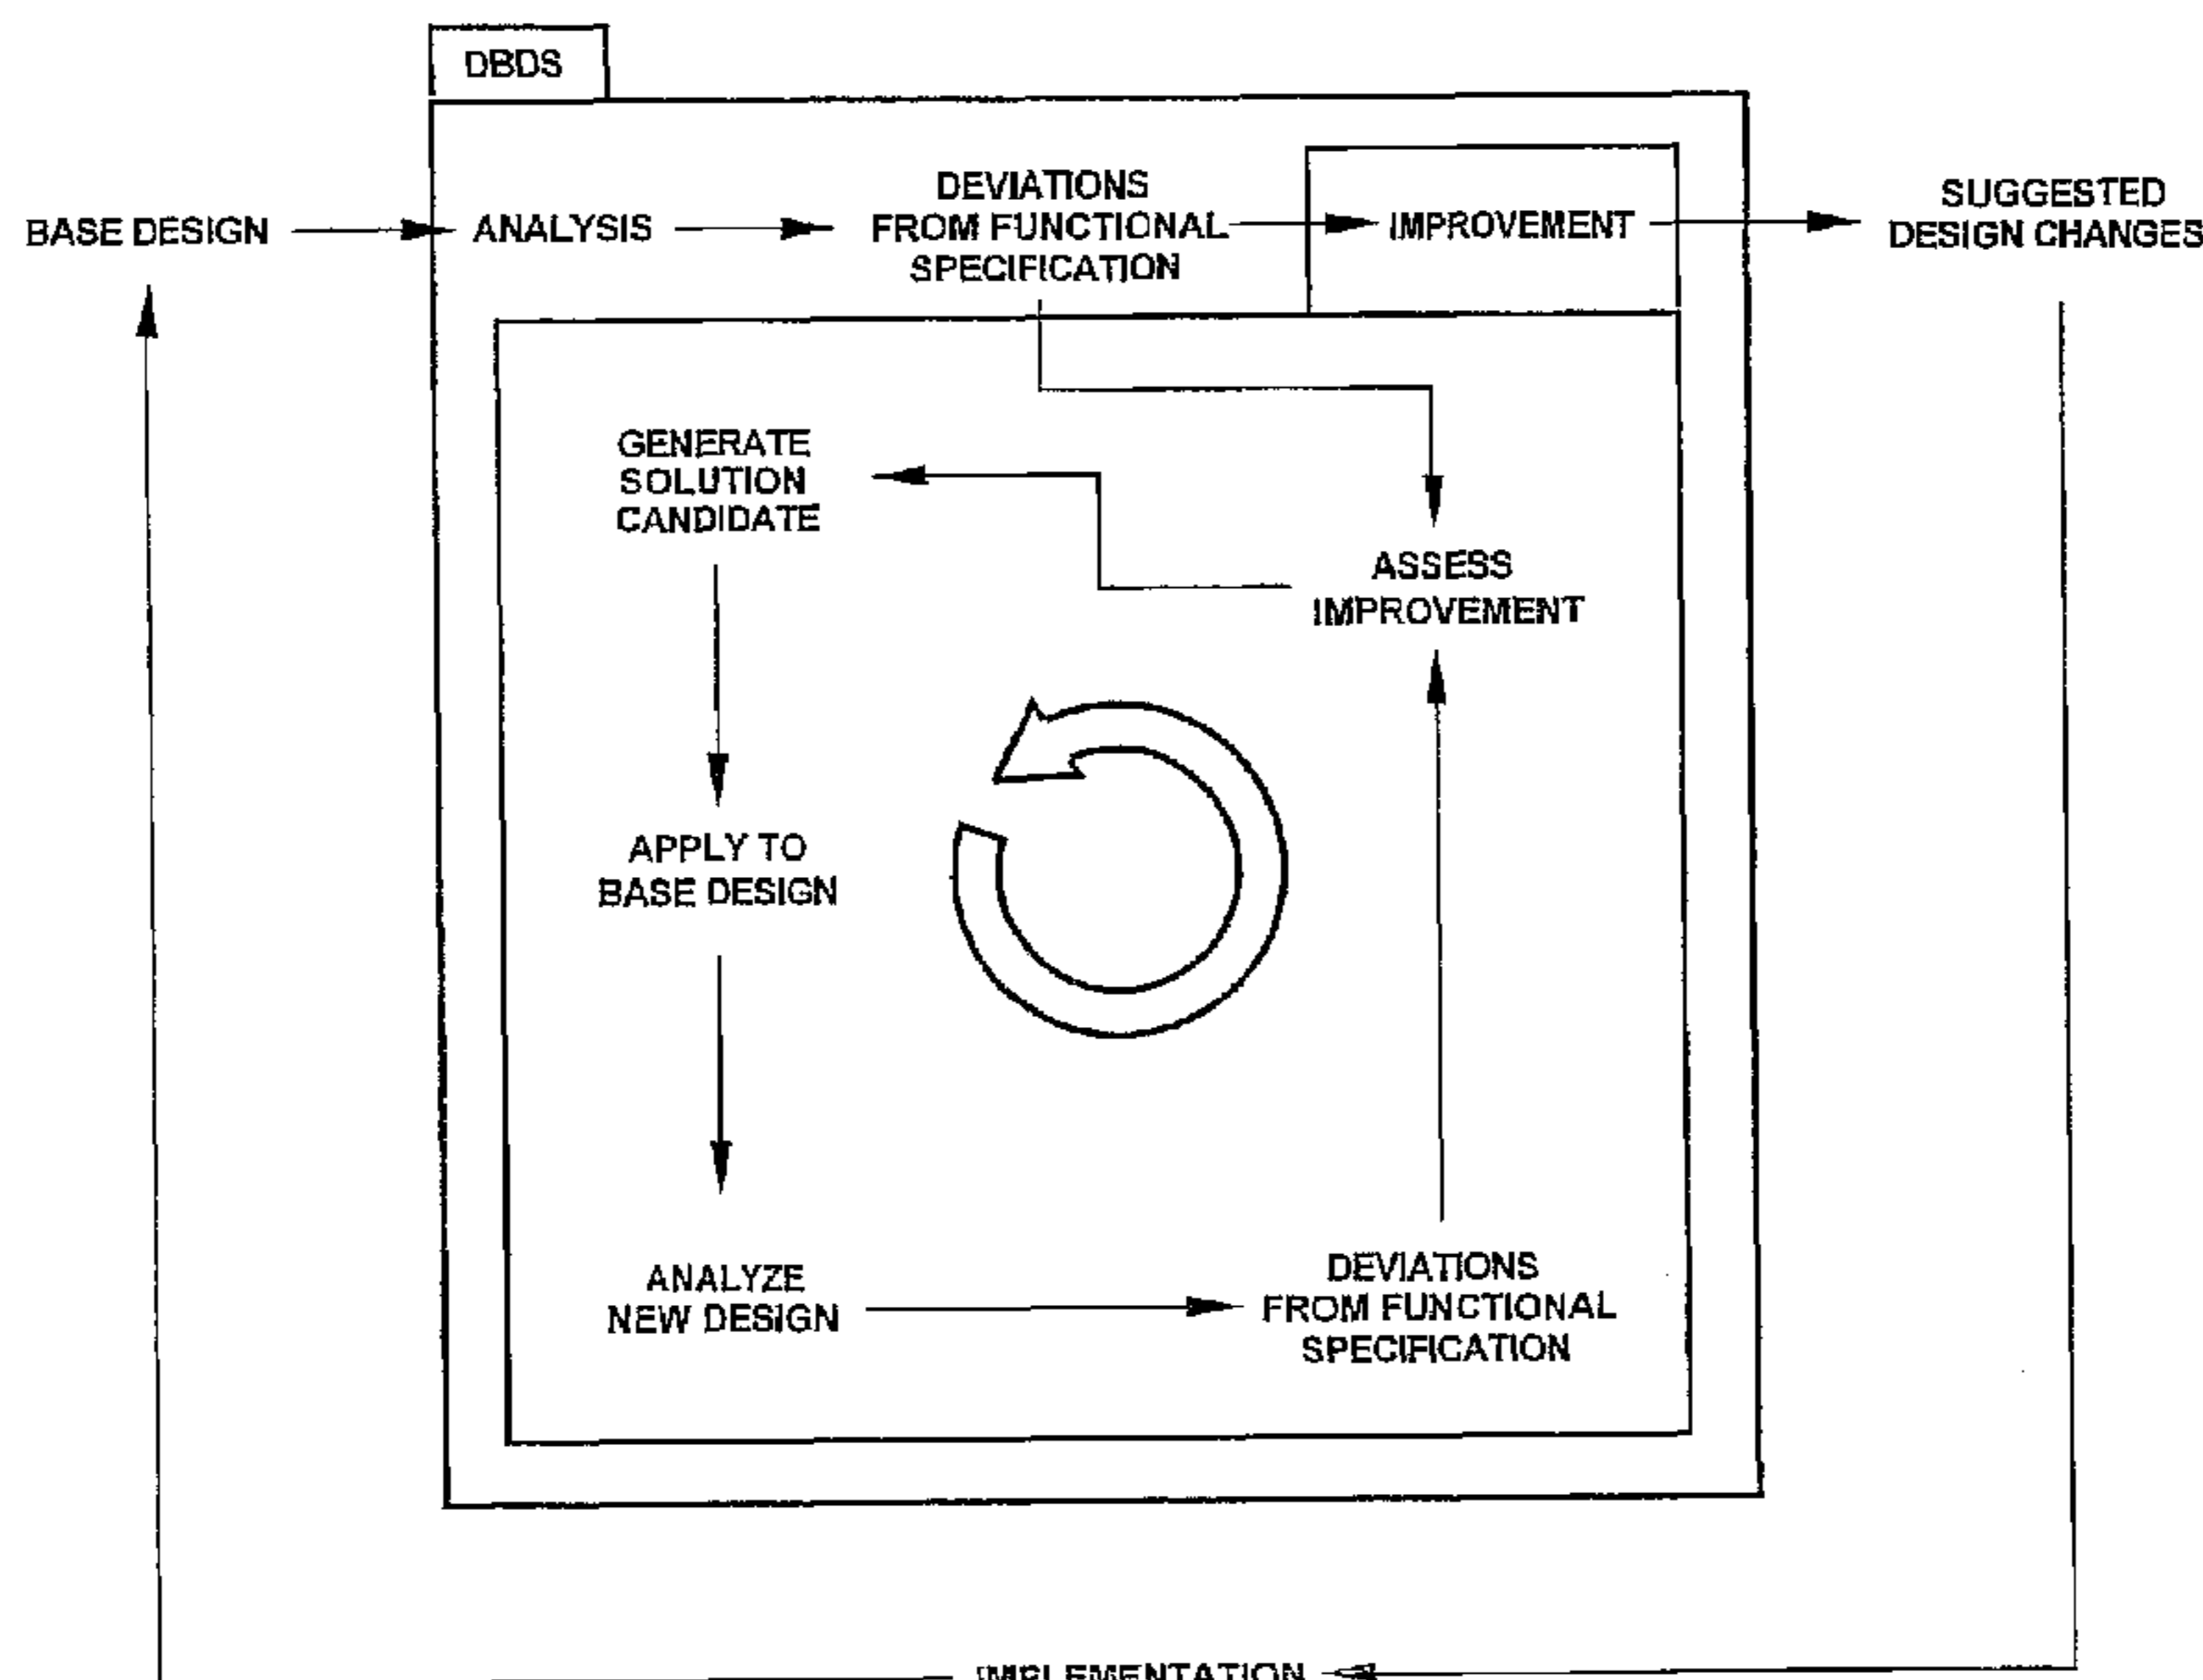 DBDS
BASE DESIGN
ANALYSIS
DEVIATIONS
FROM FUNCTIONAL
SPECIFICATION
IMPROVEMENT
SUGGESTED
DESIGN CHANGES
GENERATE
SOLUTION
CANDIDATE
ASSESS
IMPROVEMENT
APPLY TO
BASE DESIGN
ANALYZE
NEW DESIGN
DEVIATIONS
FROM FUNCTIONAL
SPECIFICATION
IMPLEMENTATION